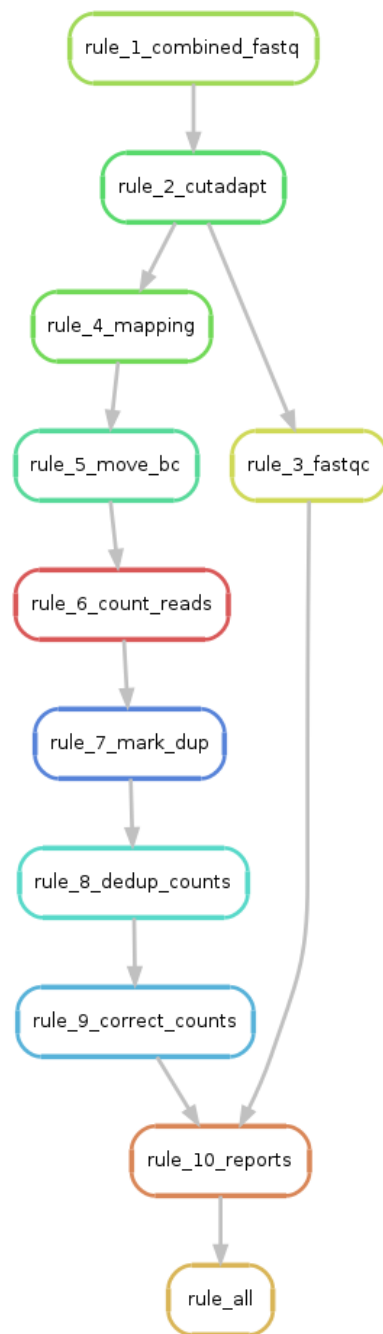 rule_1_combined_fastq
rule_2_cutadapt
rule_4_mapping
rule_5_move_bc
rule_3_fastqc
rule_6_count_reads
rule_7_mark_dup
rule_8_dedup_counts
rule_9_correct_counts
rule_10_reports
rule_all